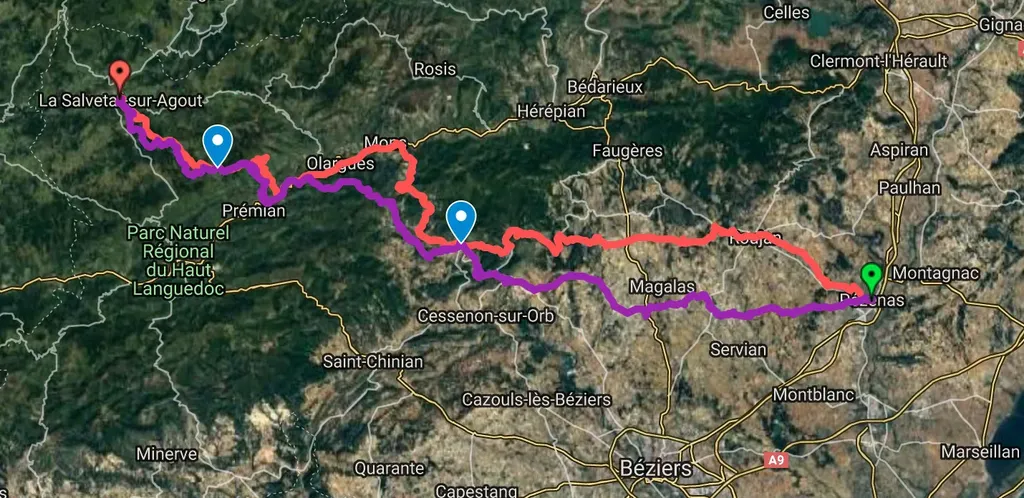 Celles
Gigna
Clermont-l'Hérault
Rosis
Bédarieux
La Salvetat-sur-Agout
Hérépian
Mons
Faugères
Aspiran
Olargues
Paulhan
Prémian
Parc Naturel
Régional
du Haut
Languedoc
Roujan
Montagnac
Magalas
Pézenas
Cessenon-sur-Orb
Servian
Saint-Chinian
Montblanc
Cazouls-lès-Béziers
Minerve
Marseillan
Quarante
Béziers
A9
Capestang